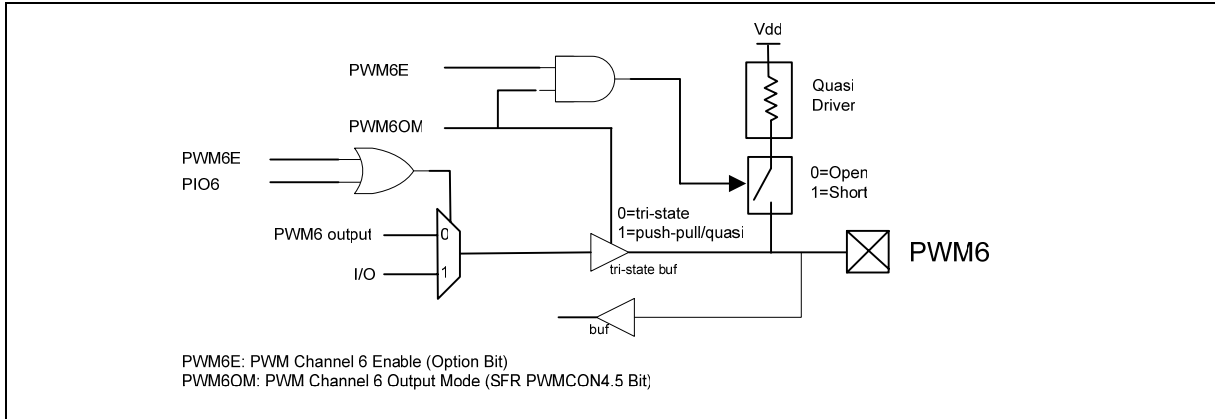 Vdd
PWM6E
Quasi
Driver
PWM6OM
PWM6E
PIO6
0=Open
1=Short
0=tri-state
1=push-pull/quasi
PWM6 output
0
I/O
1
tri-state buf
PWM6
buf
PWM6E: PWM Channel 6 Enable (Option Bit)
PWM6OM: PWM Channel 6 Output Mode (SFR PWMCON4.5 Bit)